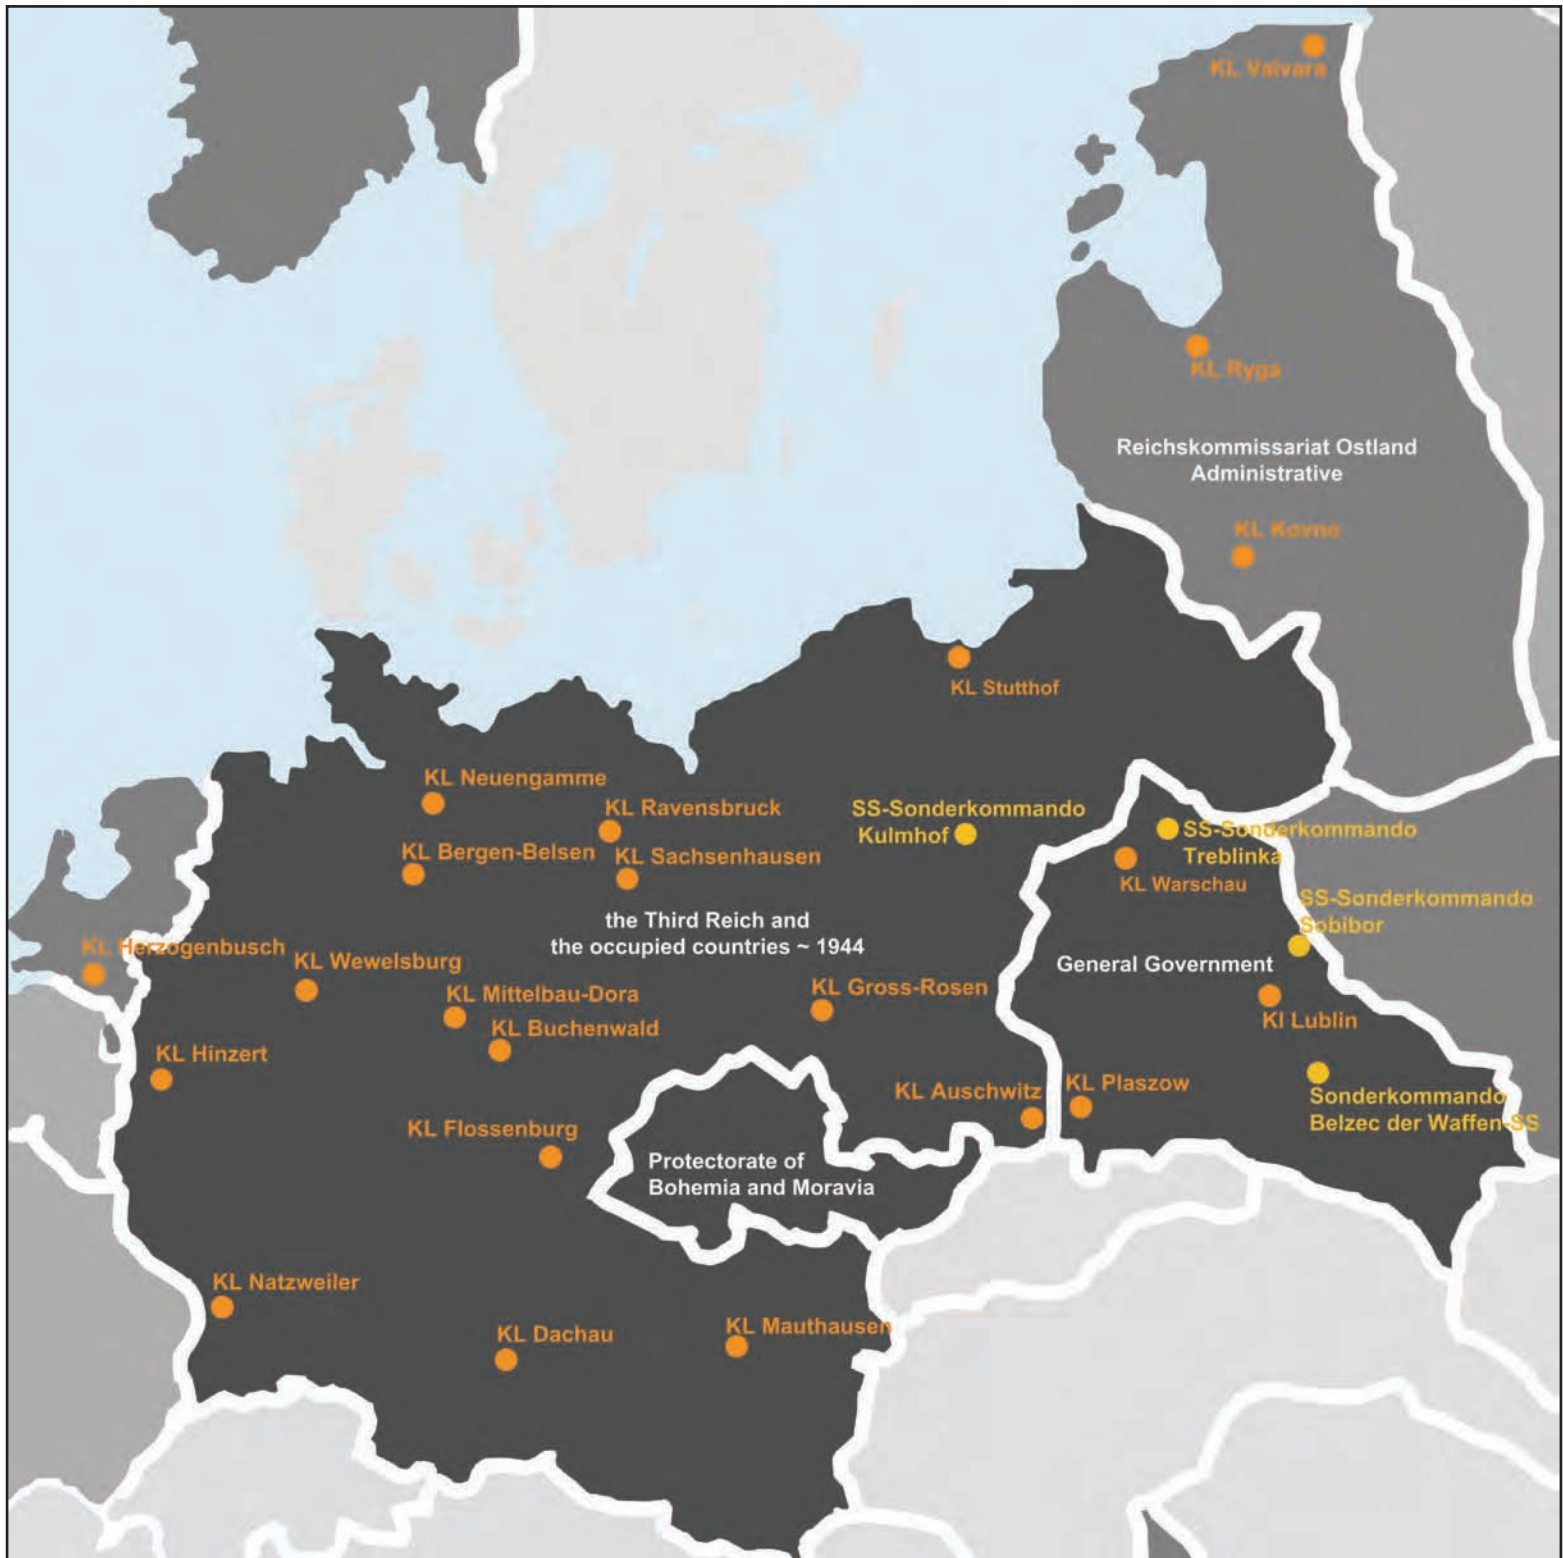 KL Vaivara
KL Ryga
Reichskommissariat Ostland
Administrative
KL Kovno
KL Stutthof
KL Neuengamme
KL Ravensbruck
SS-Sonderkommando
Kulmhof
SS-Sonderkommando
Treblinka
KL Bergen-Belsen
KL Sachsenhausen
KL Warschau
SS-Sonderkommando
Sobibor
the Third Reich and
the occupied countries ~ 1944
KL Herzogenbusch
KL Wewelsburg
General Government
KL Mittelbau-Dora
KL Gross-Rosen
KL Buchenwald
Kl Lublin
KL Hinzert
KL Auschwitz
KL Plaszow
Sonderkommando
Belzec der Waffen-SS
KL Flossenburg
Protectorate of
Bohemia and Moravia
KL Natzweiler
KL Dachau
KL Mauthausen